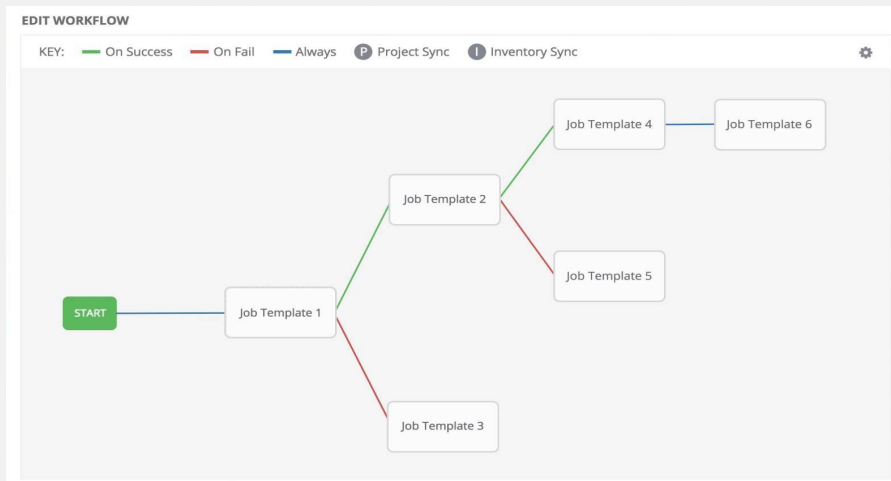 EDIT WORKFLOW
KEY: On Success On Fail Always P Project Sync I Inventory Sync
Job Template 4
Job Template 6
Job Template 2
Job Template 5
START
Job Template 1
Job Template 3